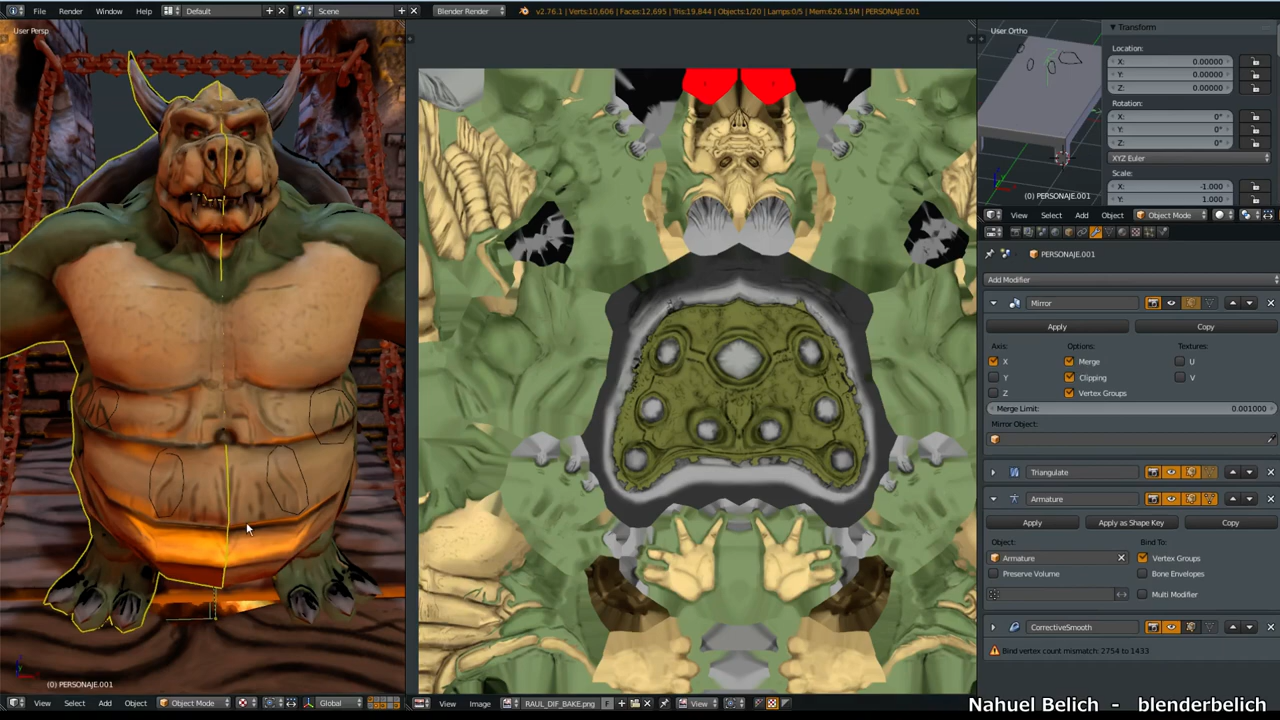 File Render Window Help Default Scene Blender Render v2.76.1 | Verts:10,606 | Faces:12,695 | Tris:19,844 | Objects:1/20 | Lamps:0/5 | Mem:626.15M | PERSONAJE.001
User Persp
User Ortho
Transform
Location:
X: 0.00000
Y: 0.00000
Z: 0.00000
Rotation:
X: 0°
Y: 0°
Z: 0°
XYZ Euler
Scale:
X: -1.000
Y: 1.000
(0) PERSONAJE.001
View Select Add Object Object Mode
PERSONAJE.001
Add Modifier
Mirror
Apply Copy
Axis: Options: Textures:
X Merge U
Y Clipping V
Z Vertex Groups
Merge Limit: 0.001000
Mirror Object:
Triangulate
Armature
Apply Apply as Shape Key Copy
Object: Bind To:
Armature Vertex Groups
Preserve Volume Bone Envelopes
Multi Modifier
CorrectiveSmooth
Bind vertex count mismatch: 2754 to 1433
(0) PERSONAJE.001
View Select Add Object Object Mode Global
View Image RAUL_DIF_BAKE.png F View
Nahuel Belich - blenderbelich